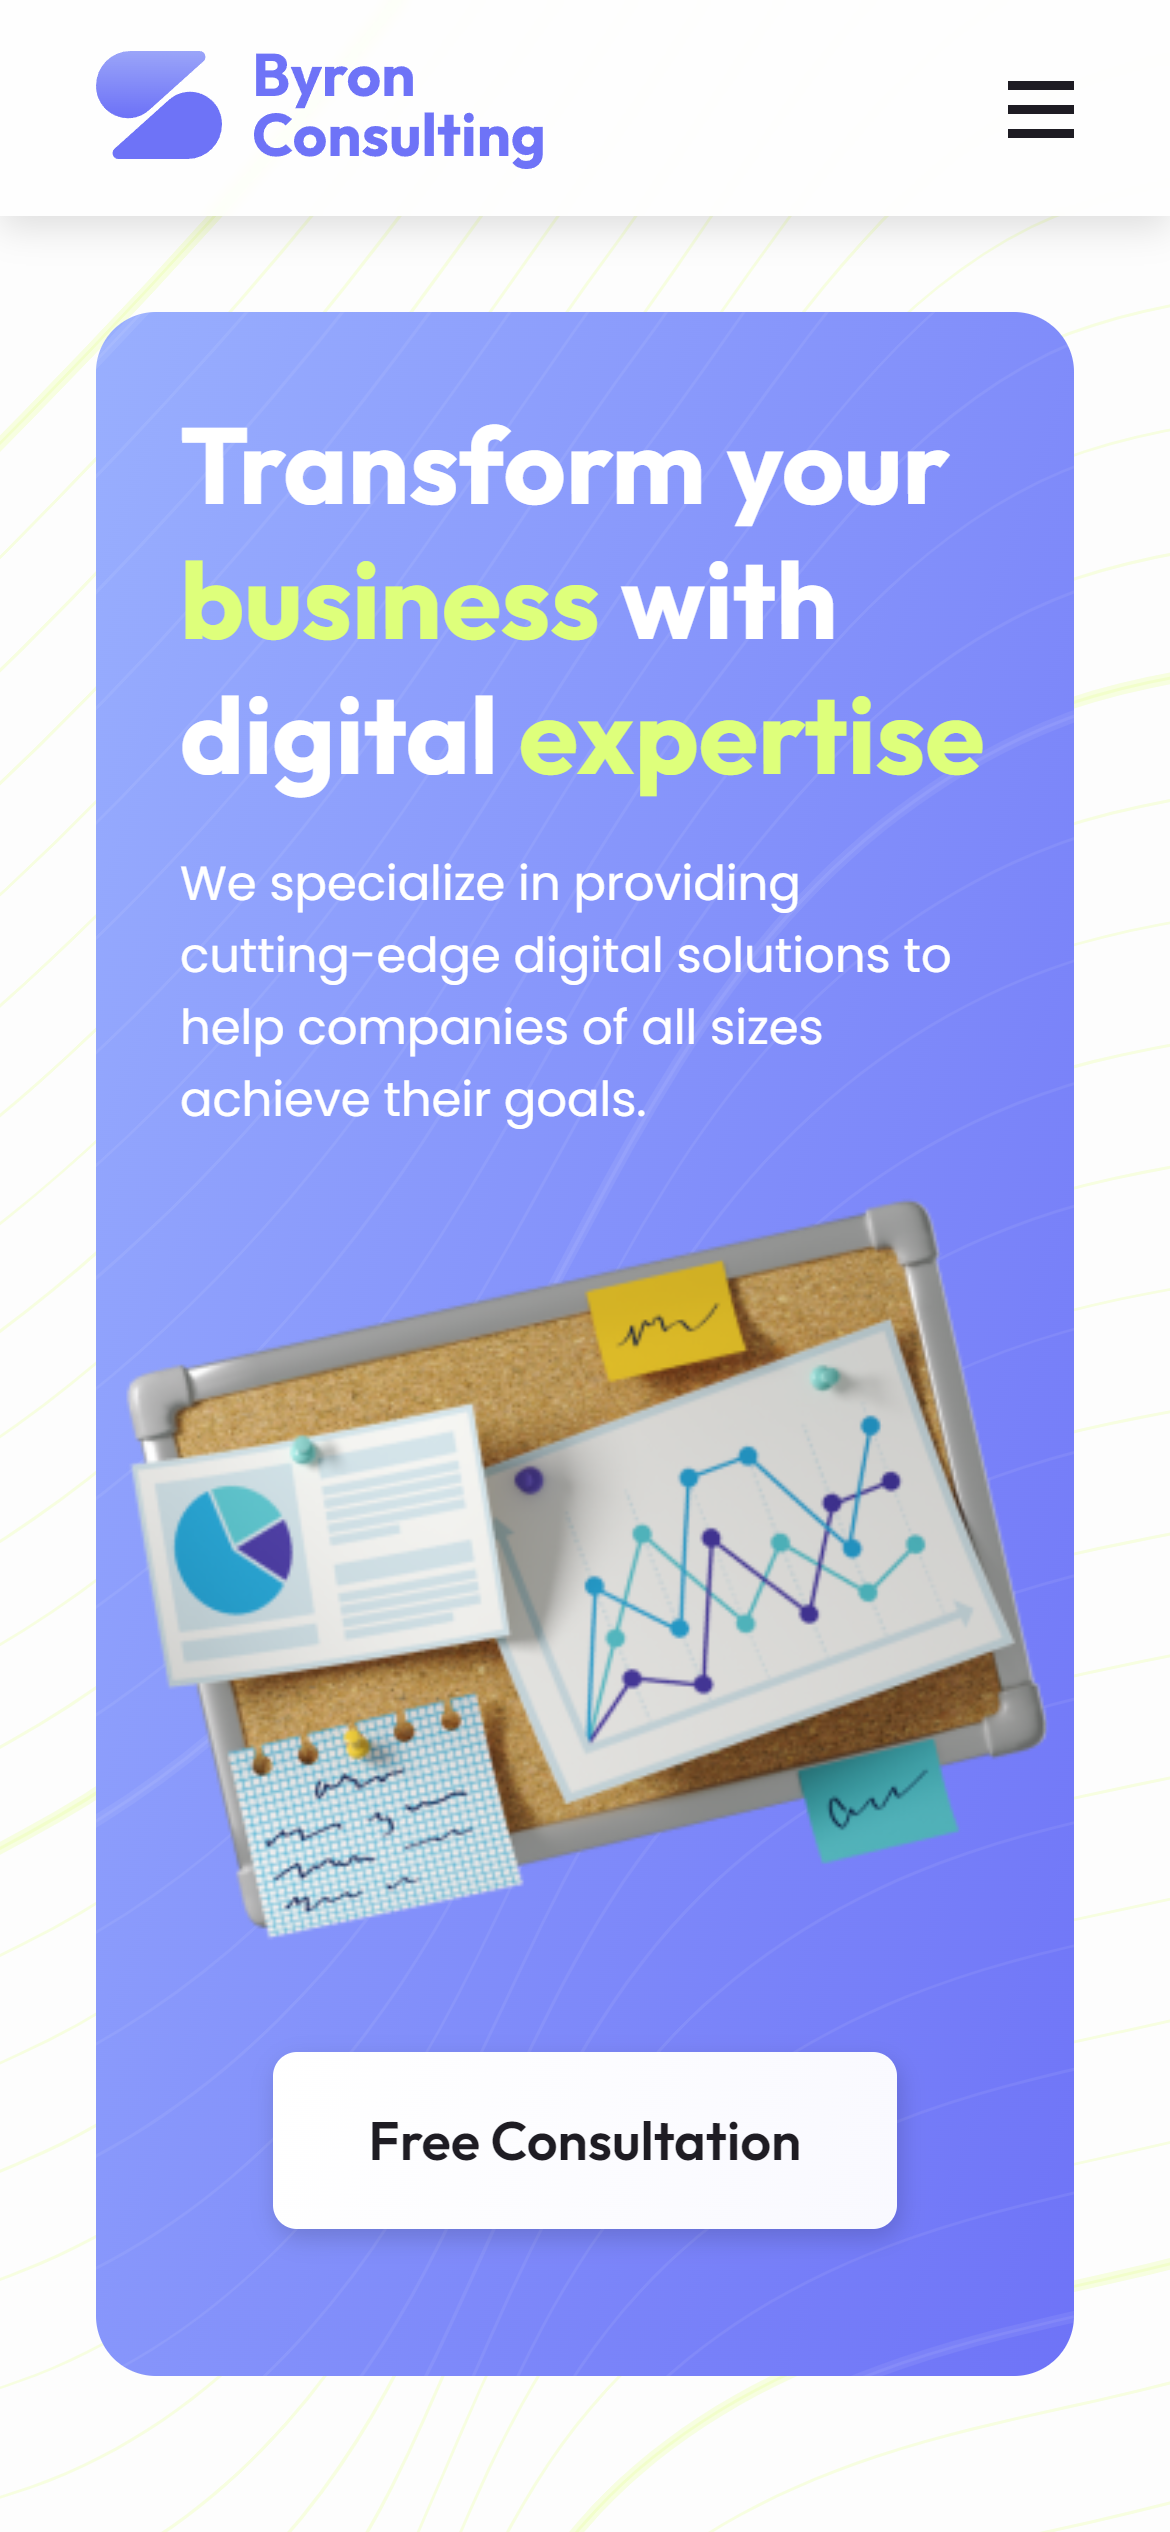 Byron
Consulting
Transform your
business with
digital expertise
We specialize in providing
cutting-edge digital solutions to
help companies of all sizes
achieve their goals.
Free Consultation